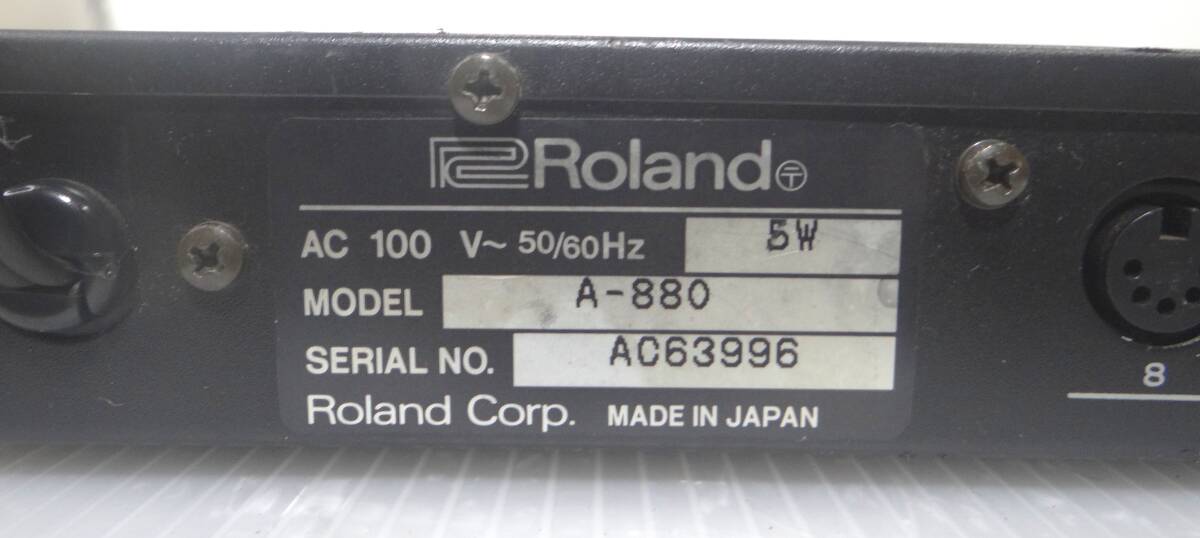 Roland
AC 100 V~ 50/60Hz 5W
MODEL A-880
SERIAL NO. AC63996
Roland Corp. MADE IN JAPAN
8